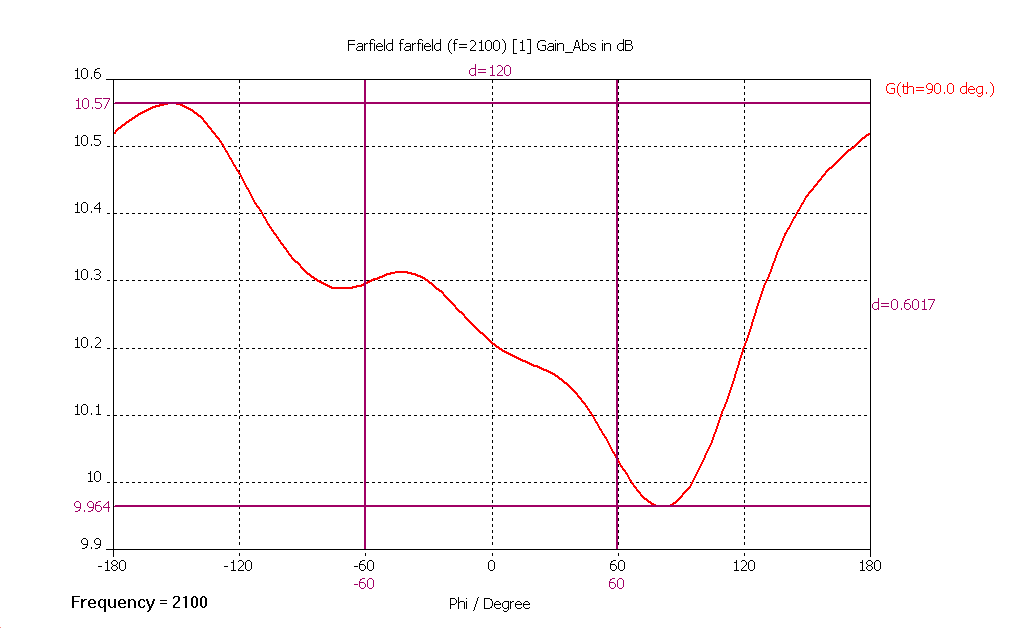 Farfield farfield (f=2100) [1] Gain_Abs in dB
d=120
10.6
G(th=90.0 deg.)
10.57
10.5
10.4
10.3
d=0.6017
10.2
10.1
10
9.964
9.9
-180 -120 -60 0 60 120 180
-60 60
Frequency = 2100
Phi / Degree